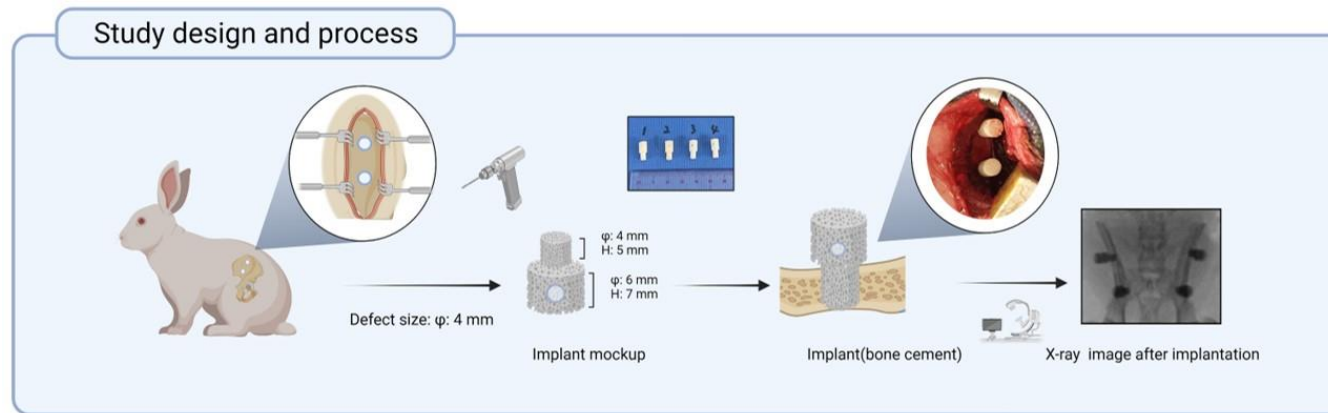 Study design and process
1 2 3 4
φ: 4 mm
H: 5 mm
φ: 6 mm
H: 7 mm
Defect size: φ: 4 mm
Implant mockup
Implant(bone cement)
X-ray image after implantation